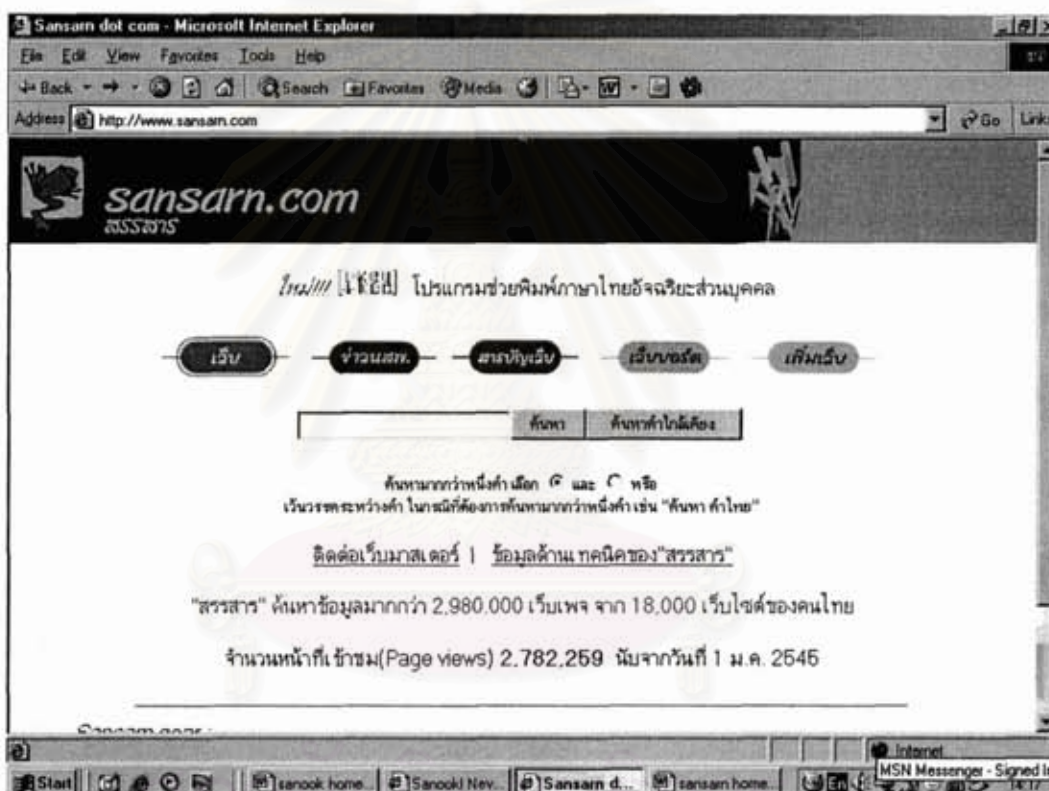 Sansarn dot com - Microsoft Internet Explorer
File Edit View Favorites Tools Help
Back Search Favorites Media
Address http://www.sansarn.com Go Links
sansarn.com
สรรสาร
ใหม่!!! โปรแกรมช่วยพิมพ์ภาษาไทยอัจฉริยะส่วนบุคคล
เว็บ ข่าวนสพ. สารบัญเว็บ เว็บบอร์ด เพิ่มเว็บ
ค้นหา ค้นหาคำใกล้เคียง
ค้นหามากกว่าหนึ่งคำ เลือก และ หรือ
เว้นวรรคระหว่างคำ ในกรณีที่ต้องการค้นหามากกว่าหนึ่งคำ เช่น "ค้นหา คำไทย"
ติดต่อเว็บมาสเตอร์ | ข้อมูลด้านเทคนิคของ"สรรสาร"
"สรรสาร" ค้นหาข้อมูลมากกว่า 2,980,000 เว็บเพจ จาก 18,000 เว็บไซต์ของคนไทย
จำนวนหน้าที่เข้าชม(Page views) 2,782,259 นับจากวันที่ 1 ม.ค. 2545
Internet
Start sanook home... Sanook! Nev... Sansarn d... sansarn home... En 14:17
MSN Messenger - Signed In